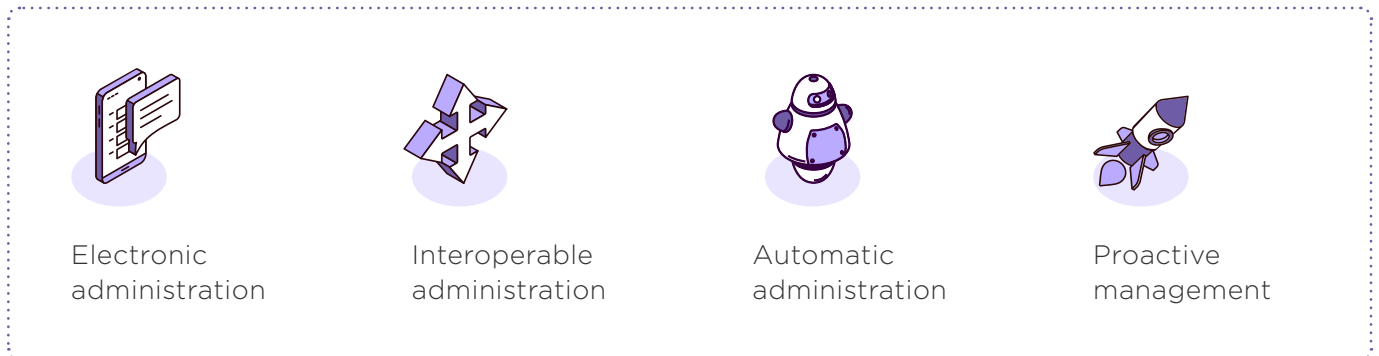 Electronic
administration
Interoperable
administration
Automatic
administration
Proactive
management